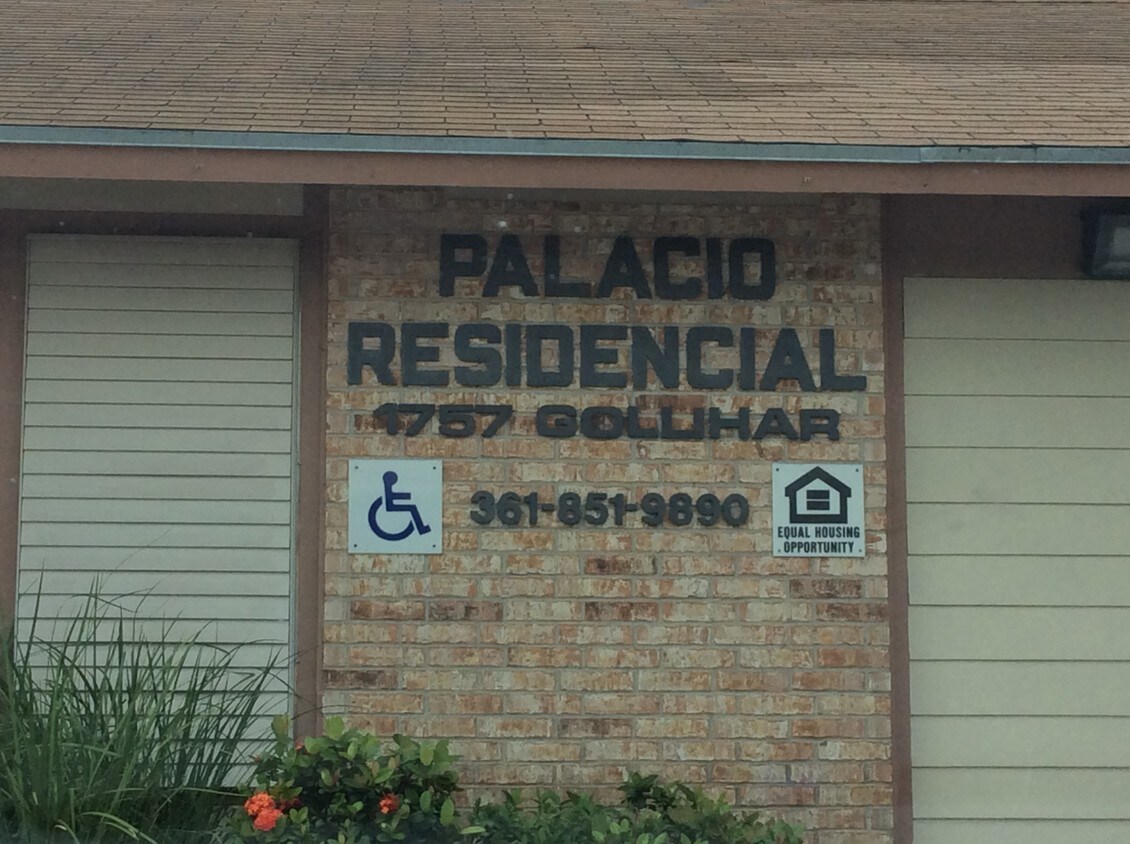 PALACIO
RESIDENCIAL
1757 GOLLIHAR
361-851-9890
EQUAL HOUSING
OPPORTUNITY